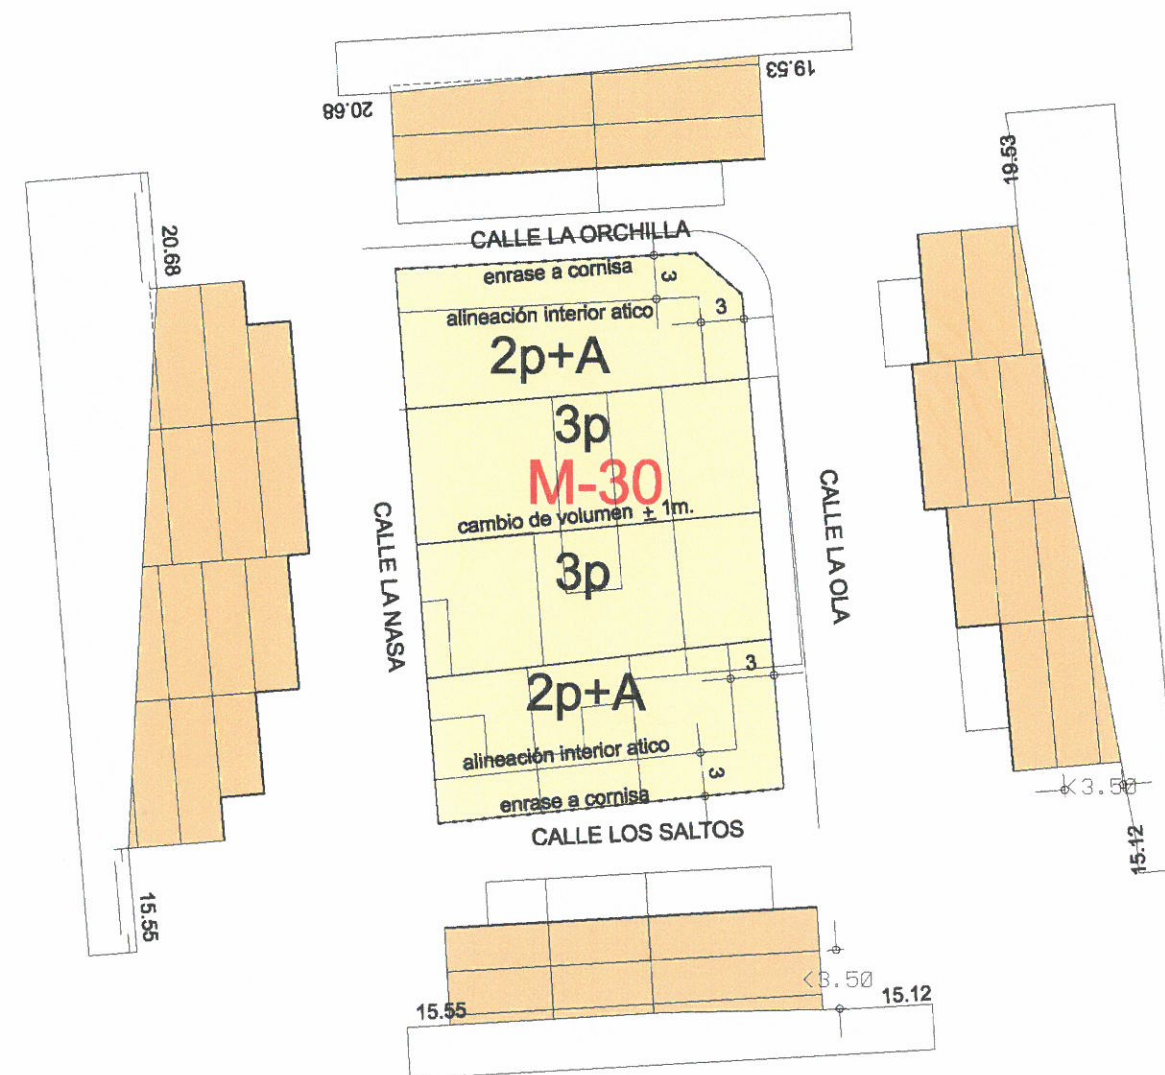 20.68
19.53
19.53
20.68
CALLE LA ORCHILLA
enrase a cornisa
3
alineación interior atico
3
2p+A
3p
M-30
cambio de volumen ± 1m.
CALLE LA NASA
CALLE LA OLA
3p
3
2p+A
alineación interior atico
3
enrase a cornisa
CALLE LOS SALTOS
<3.50
15.12
15.55
<3.50
15.55
15.12